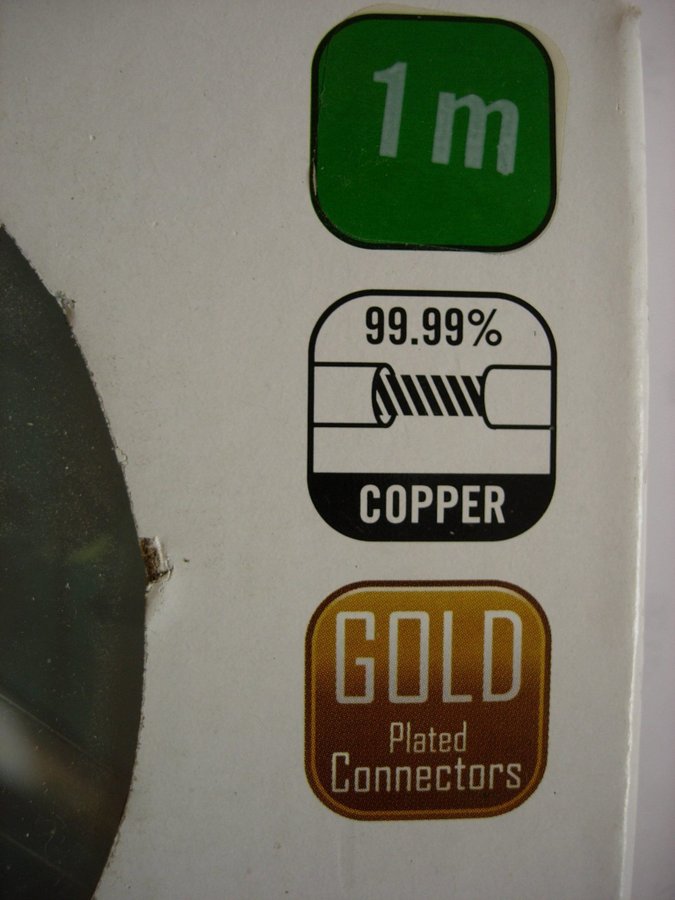 1m
99.99%
COPPER
GOLD
Plated
Connectors